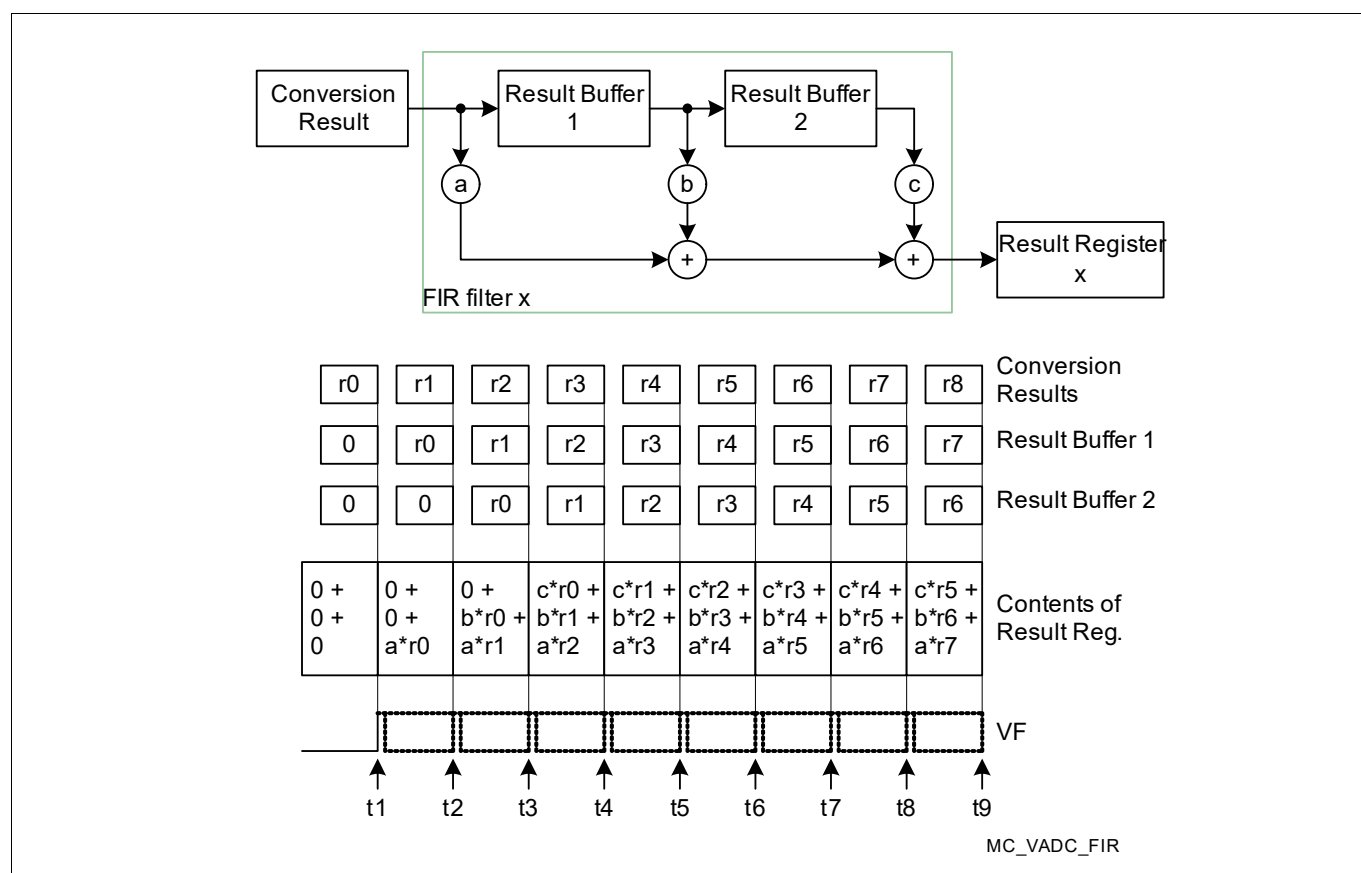 Conversion
Result
Result Buffer
1
Result Buffer
2
a
b
c
+
+
Result Register
x
FIR filter x
r0 r1 r2 r3 r4 r5 r6 r7 r8
Conversion
Results
0 r0 r1 r2 r3 r4 r5 r6 r7 Result Buffer 1
0 0 r0 r1 r2 r3 r4 r5 r6 Result Buffer 2
0 + 0 + 0 + c*r0 + c*r1 + c*r2 + c*r3 + c*r4 + c*r5 +
0 + 0 + b*r0 + b*r1 + b*r2 + b*r3 + b*r4 + b*r5 + b*r6 +
0 a*r0 a*r1 a*r2 a*r3 a*r4 a*r5 a*r6 a*r7
Contents of
Result Reg.
VF
t1 t2 t3 t4 t5 t6 t7 t8 t9
MC_VADC_FIR